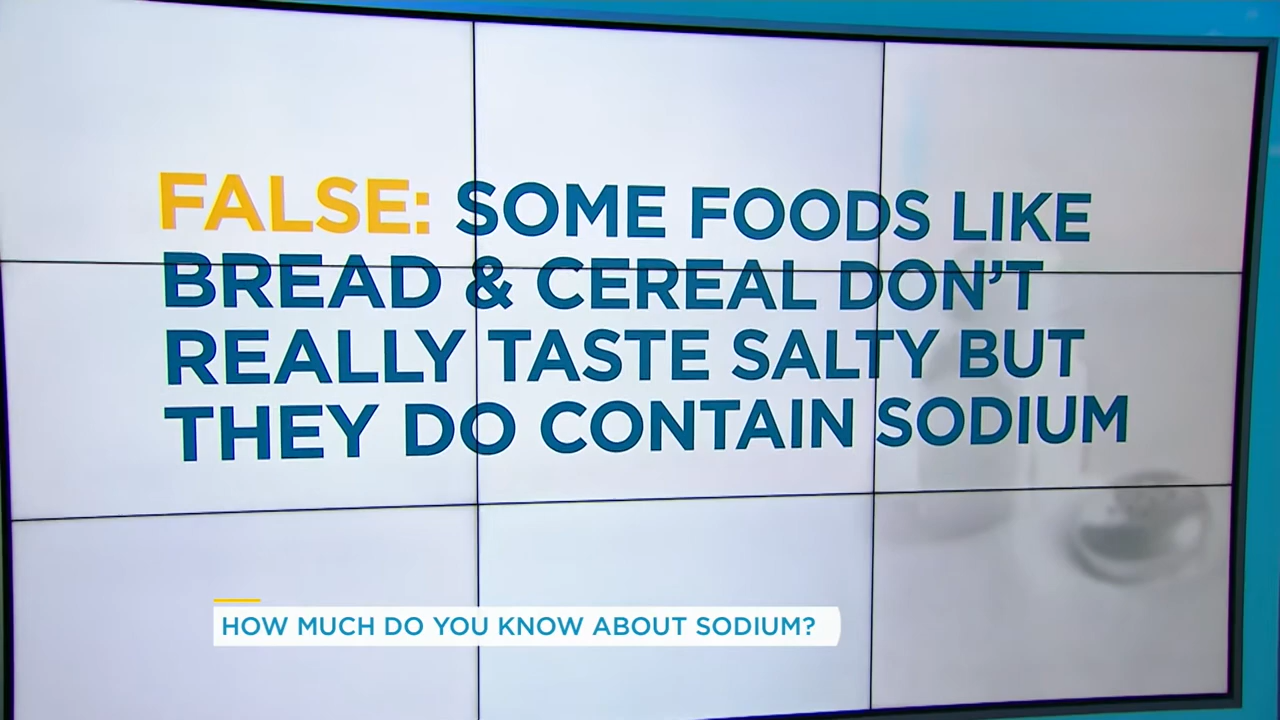 FALSE: SOME FOODS LIKE
BREAD & CEREAL DON'T
REALLY TASTE SALTY BUT
THEY DO CONTAIN SODIUM
HOW MUCH DO YOU KNOW ABOUT SODIUM?